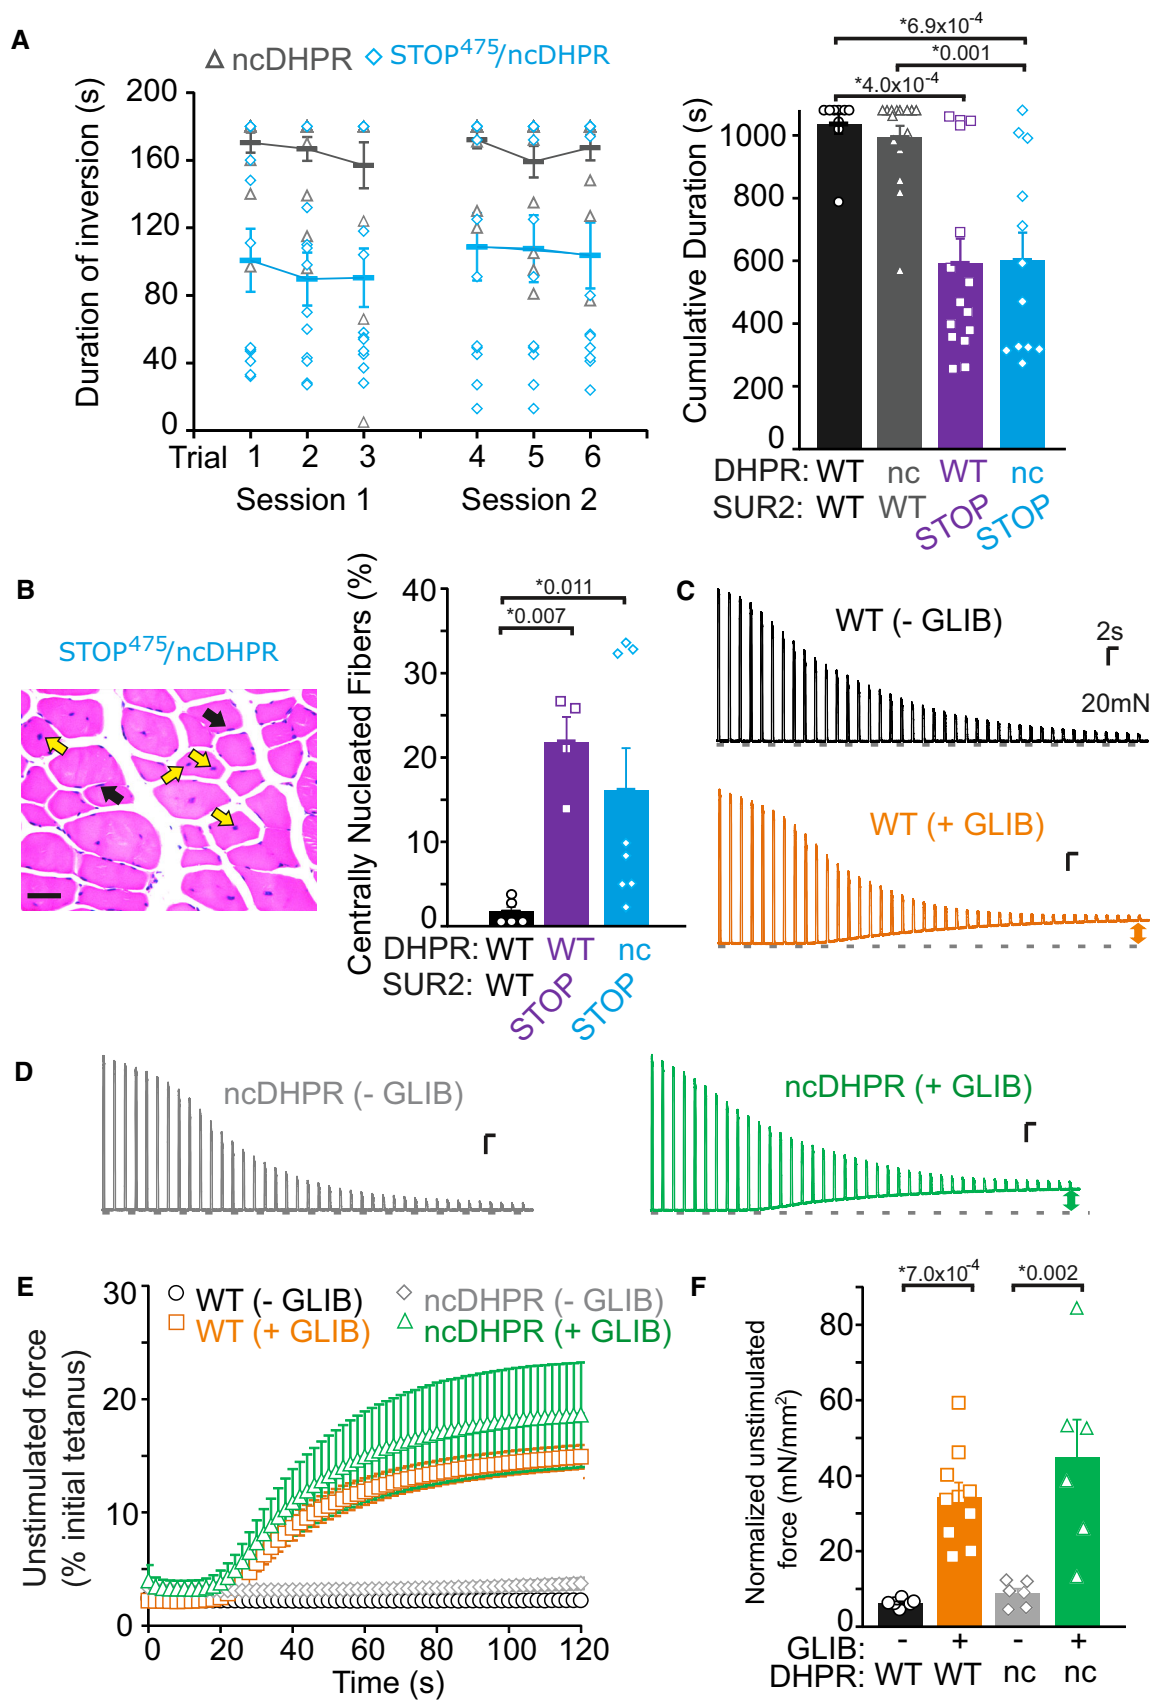 A
ncDHPR STOP475/ncDHPR
Duration of inversion (s)
200
160
120
80
40
0
Trial 1 2 3 4 5 6
Session 1 Session 2
*6.9x10-4
*0.001
*4.0x10-4
Cumulative Duration (s)
1000
800
600
400
200
0
DHPR: WT nc WT nc
SUR2: WT WT STOP STOP
B
STOP475/ncDHPR
Centrally Nucleated Fibers (%)
40
30
20
10
0
*0.011
*0.007
DHPR: WT WT nc
SUR2: WT STOP STOP
C
WT (- GLIB)
2s
20mN
WT (+ GLIB)
D
ncDHPR (- GLIB)
ncDHPR (+ GLIB)
E
Unstimulated force
(% initial tetanus)
30
20
10
0
WT (- GLIB) ncDHPR (- GLIB)
WT (+ GLIB) ncDHPR (+ GLIB)
0 20 40 60 80 100 120
Time (s)
F
*7.0x10-4 *0.002
Normalized unstimulated
force (mN/mm2)
80
60
40
20
0
GLIB: - + - +
DHPR: WT WT nc nc